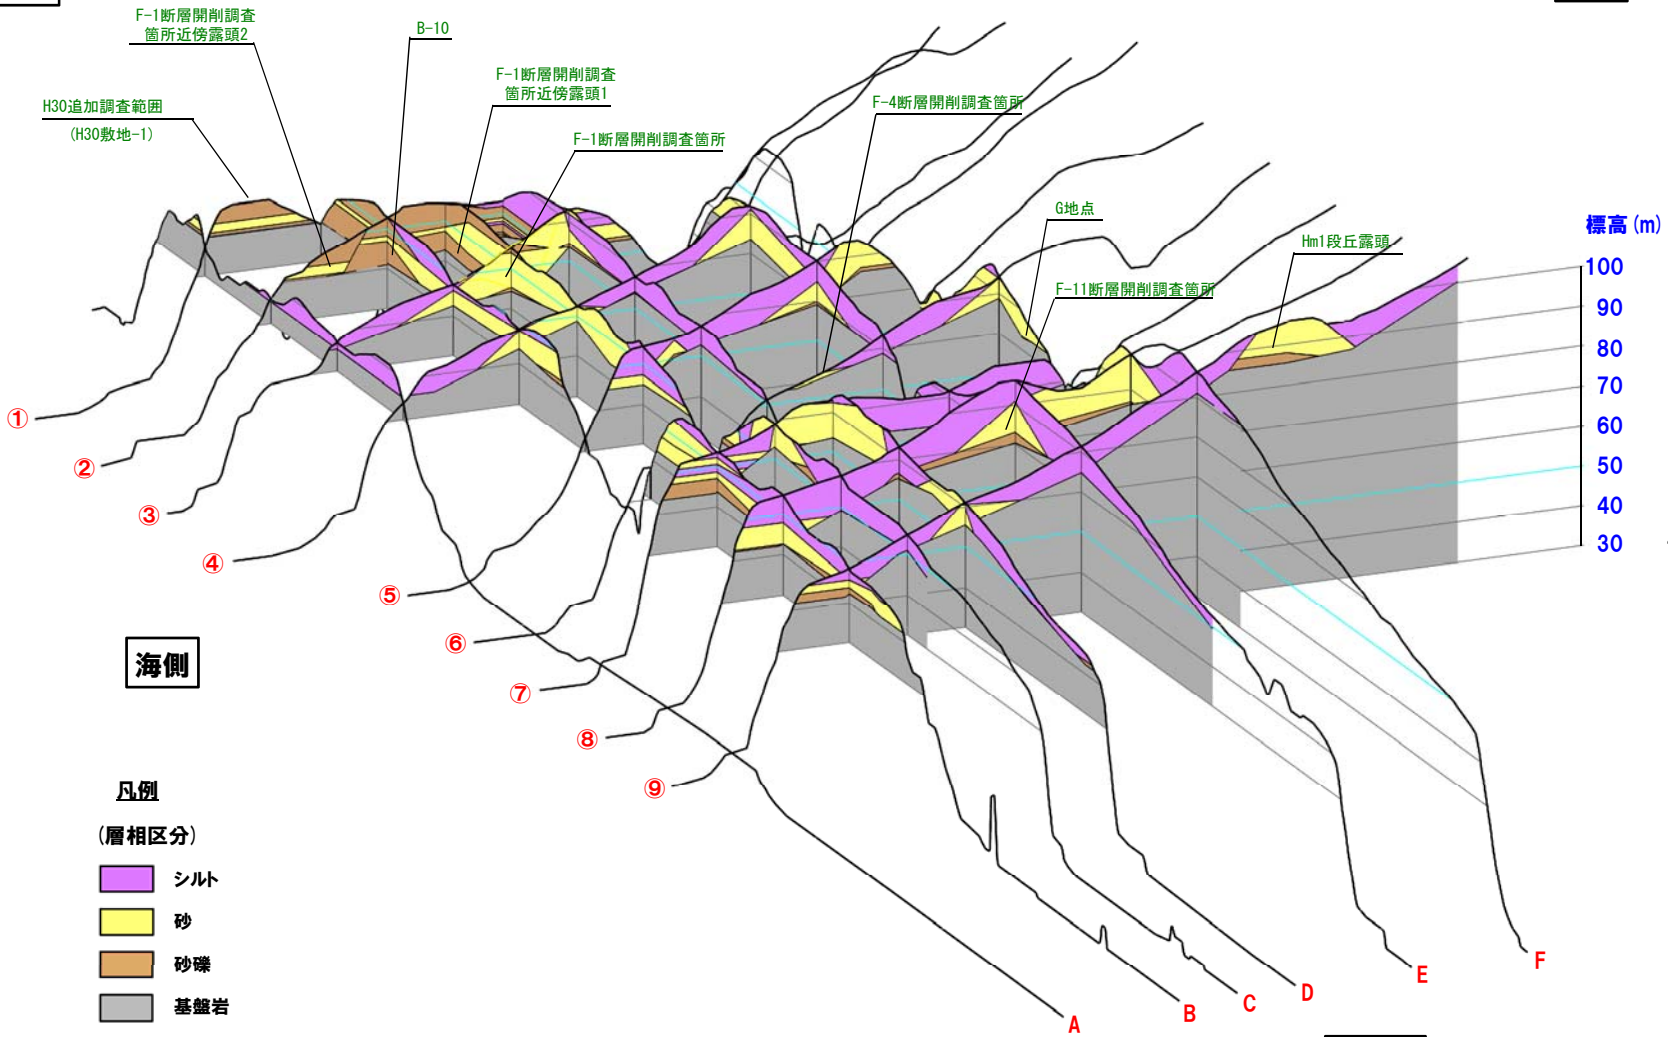 F-1断層開削調査
箇所近傍露頭2
B-10
F-1断層開削調査
箇所近傍露頭1
H30追加調査範囲
(H30敷地-1)
F-1断層開削調査箇所
F-4断層開削調査箇所
G地点
Hm1段丘露頭
F-11断層開削調査箇所
標高(m)
100
90
80
70
60
50
40
30
①
②
③
④
⑤
⑥
⑦
⑧
⑨
海側
凡例
(層相区分)
シルト
砂
砂礫
基盤岩
A
B
C
D
E
F